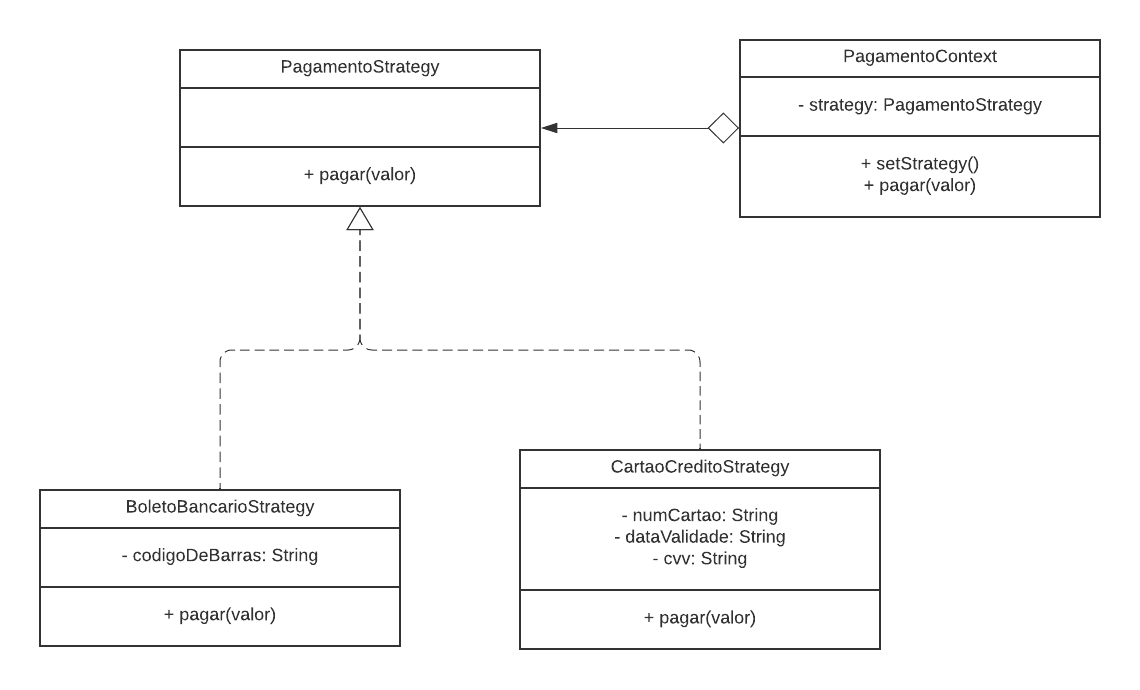 PagamentoStrategy
+ pagar(valor)
PagamentoContext
- strategy: PagamentoStrategy
+ setStrategy()
+ pagar(valor)
BoletoBancarioStrategy
- codigoDeBarras: String
+ pagar(valor)
CartaoCreditoStrategy
- numCartao: String
- dataValidade: String
- cvv: String
+ pagar(valor)